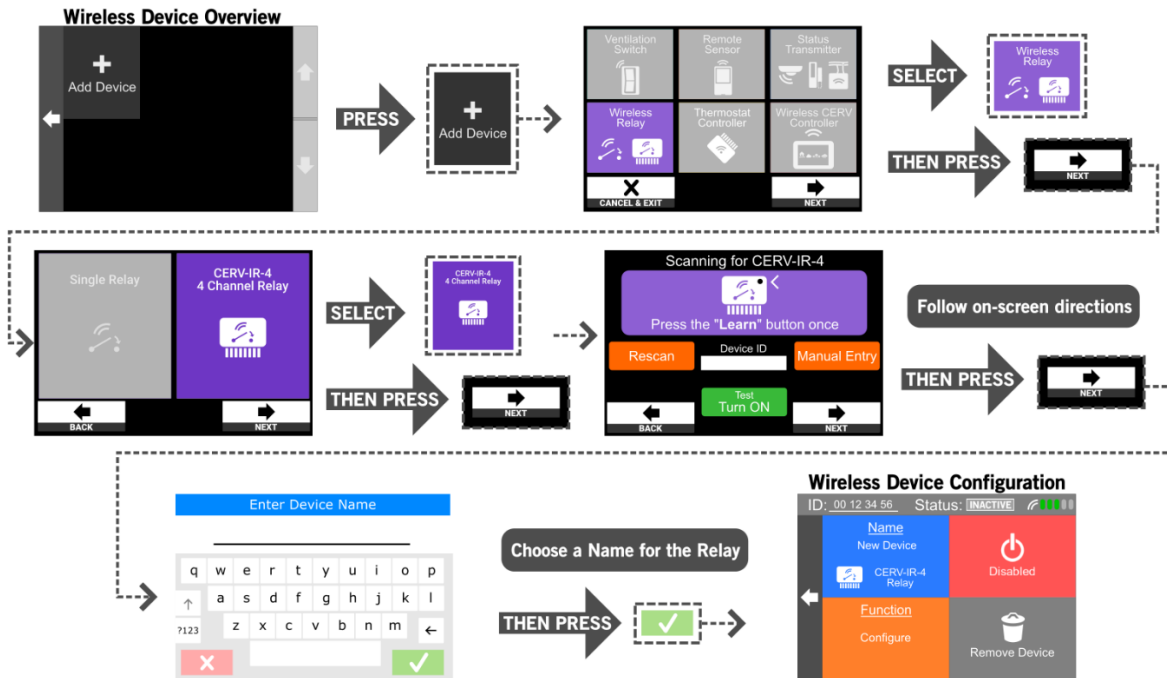 Wireless Device Overview
+
Add Device
PRESS
+
Add Device
Ventilation
Switch
Remote
Sensor
Status
Transmitter
Wireless
Relay
Thermostat
Controller
Wireless CERV
Controller
X
CANCEL & EXIT
NEXT
SELECT
Wireless
Relay
THEN PRESS
NEXT
Single Relay
CERV-IR-4
4 Channel Relay
BACK
NEXT
SELECT
CERV-IR-4
4 Channel Relay
THEN PRESS
NEXT
Scanning for CERV-IR-4
Press the "Learn" button once
Rescan
Device ID
Manual Entry
Test
Turn ON
BACK
NEXT
Follow on-screen directions
THEN PRESS
NEXT
Enter Device Name
q w e r t y u i o p
a s d f g h j k l
?123
z x c v b n m
Choose a Name for the Relay
THEN PRESS
Wireless Device Configuration
ID: 00 12 34 56 Status: INACTIVE
Name
New Device
CERV-IR-4
Relay
Disabled
Function
Configure
Remove Device